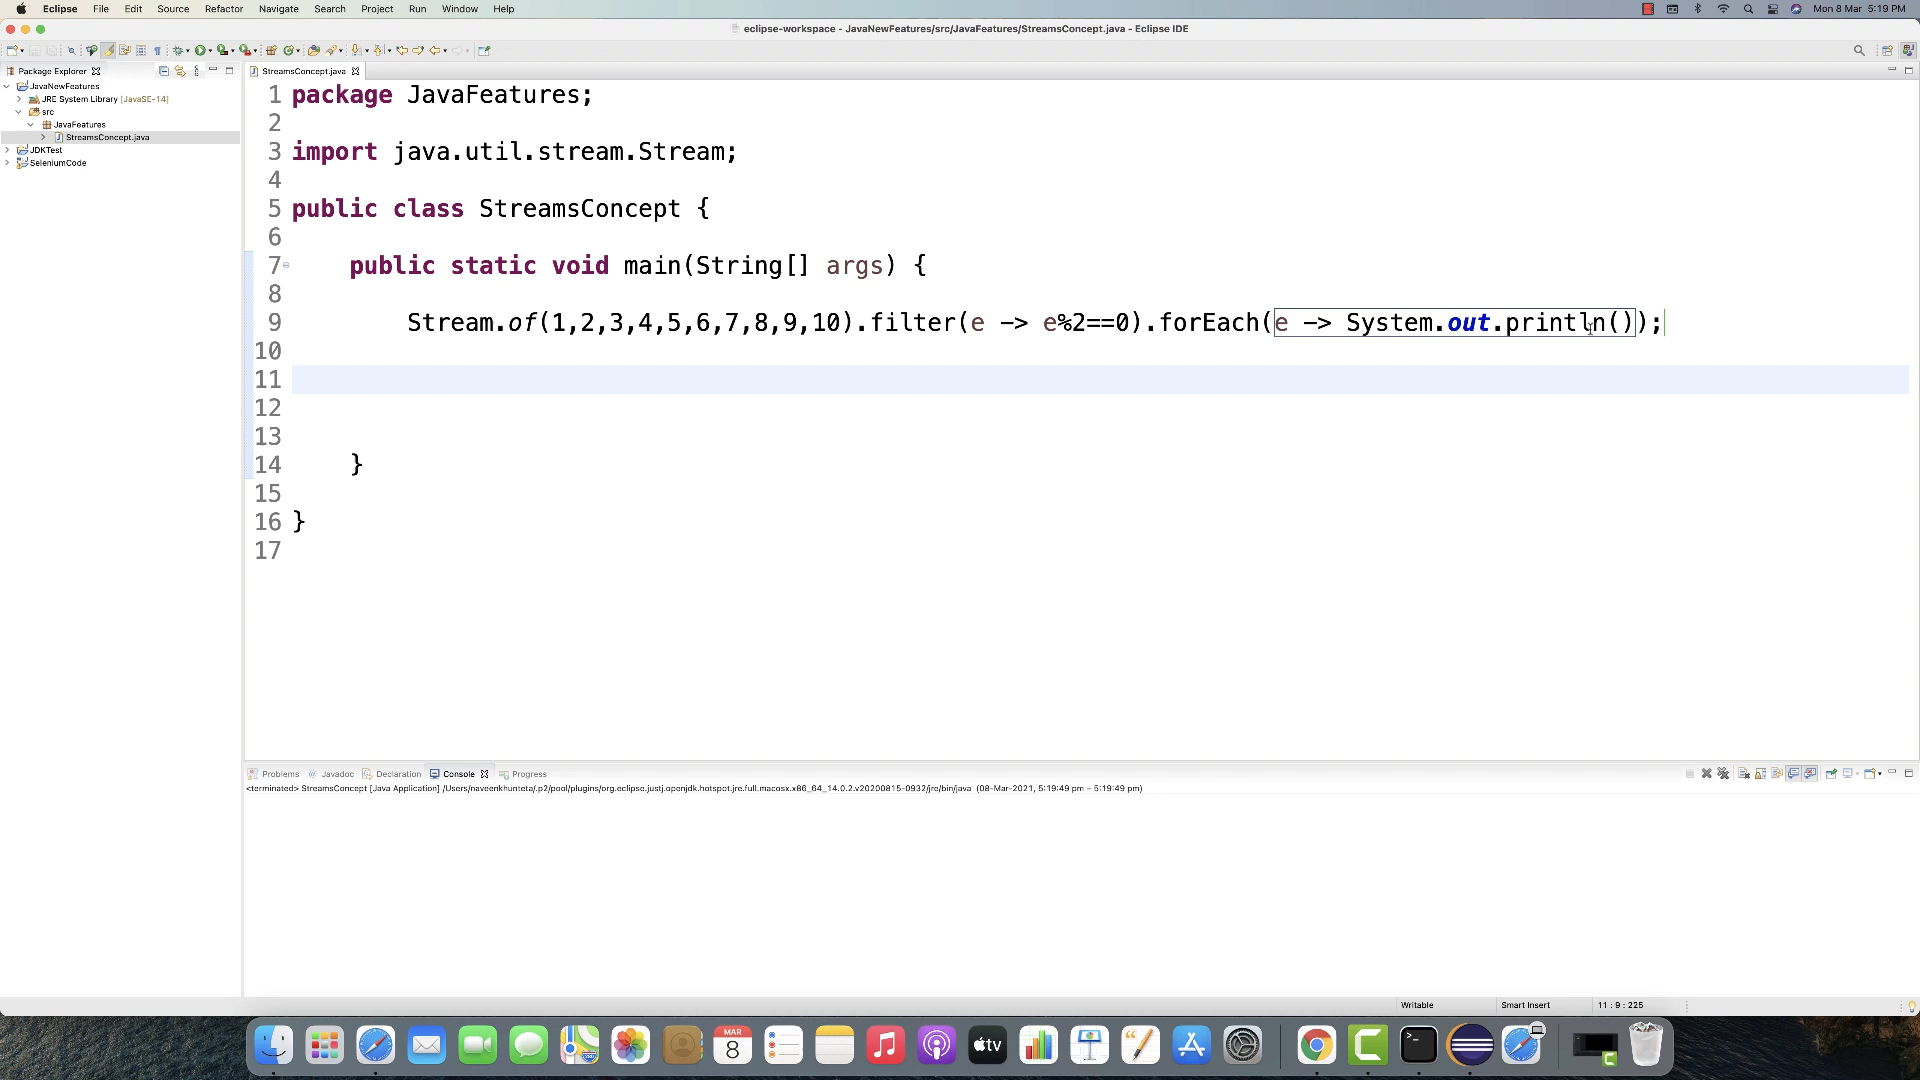 Eclipse File Edit Source Refactor Navigate Search Project Run Window Help Mon 8 Mar 5:19 PM
eclipse-workspace - JavaNewFeatures/src/JavaFeatures/StreamsConcept.java - Eclipse IDE
Package Explorer
JavaNewFeatures
JRE System Library [JavaSE-14]
src
JavaFeatures
StreamsConcept.java
JDKTest
SeleniumCode
StreamsConcept.java
1 package JavaFeatures;
2
3 import java.util.stream.Stream;
4
5 public class StreamsConcept {
6
7 public static void main(String[] args) {
8
9 Stream.of(1,2,3,4,5,6,7,8,9,10).filter(e -> e%2==0).forEach(e -> System.out.println());
10
11
12
13
14 }
15
16 }
17
Problems Javadoc Declaration Console Progress
<terminated> StreamsConcept [Java Application] /Users/naveenkhunteta/.p2/pool/plugins/org.eclipse.justj.openjdk.hotspot.jre.full.macosx.x86_64_14.0.2.v20200815-0932/jre/bin/java (08-Mar-2021, 5:19:49 pm – 5:19:49 pm)
Writable Smart Insert 11 : 9 : 225
MAR
8
tv